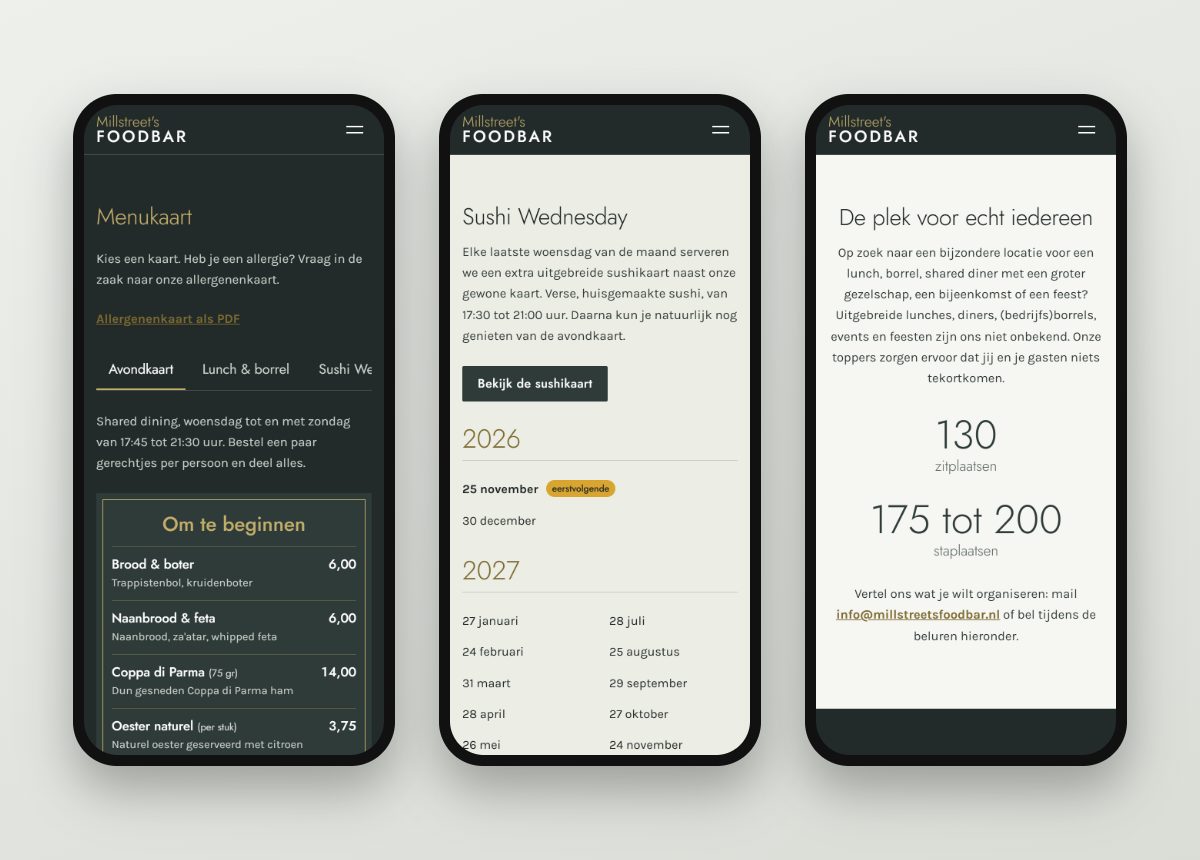 Millstreet's
FOODBAR
Menukaart
Kies een kaart. Heb je een allergie? Vraag in de
zaak naar onze allergenenkaart.
Allergenenkaart als PDF
Avondkaart Lunch & borrel Sushi We
Shared dining, woensdag tot en met zondag
van 17:45 tot 21:30 uur. Bestel een paar
gerechtjes per persoon en deel alles.
Om te beginnen
Brood & boter 6,00
Trappistenbol, kruidenboter
Naanbrood & feta 6,00
Naanbrood, za'atar, whipped feta
Coppa di Parma (75 gr) 14,00
Dun gesneden Coppa di Parma ham
Oester naturel (per stuk) 3,75
Naturel oester geserveerd met citroen
Millstreet's
FOODBAR
Sushi Wednesday
Elke laatste woensdag van de maand serveren
we een extra uitgebreide sushikaart naast onze
gewone kaart. Verse, huisgemaakte sushi, van
17:30 tot 21:00 uur. Daarna kun je natuurlijk nog
genieten van de avondkaart.
Bekijk de sushikaart
2026
25 november eerstvolgende
30 december
2027
27 januari 28 juli
24 februari 25 augustus
31 maart 29 september
28 april 27 oktober
26 mei 24 november
Millstreet's
FOODBAR
De plek voor echt iedereen
Op zoek naar een bijzondere locatie voor een
lunch, borrel, shared diner met een groter
gezelschap, een bijeenkomst of een feest?
Uitgebreide lunches, diners, (bedrijfs)borrels,
events en feesten zijn ons niet onbekend. Onze
toppers zorgen ervoor dat jij en je gasten niets
tekortkomen.
130
zitplaatsen
175 tot 200
staplaatsen
Vertel ons wat je wilt organiseren: mail
info@millstreetsfoodbar.nl of bel tijdens de
beluren hieronder.